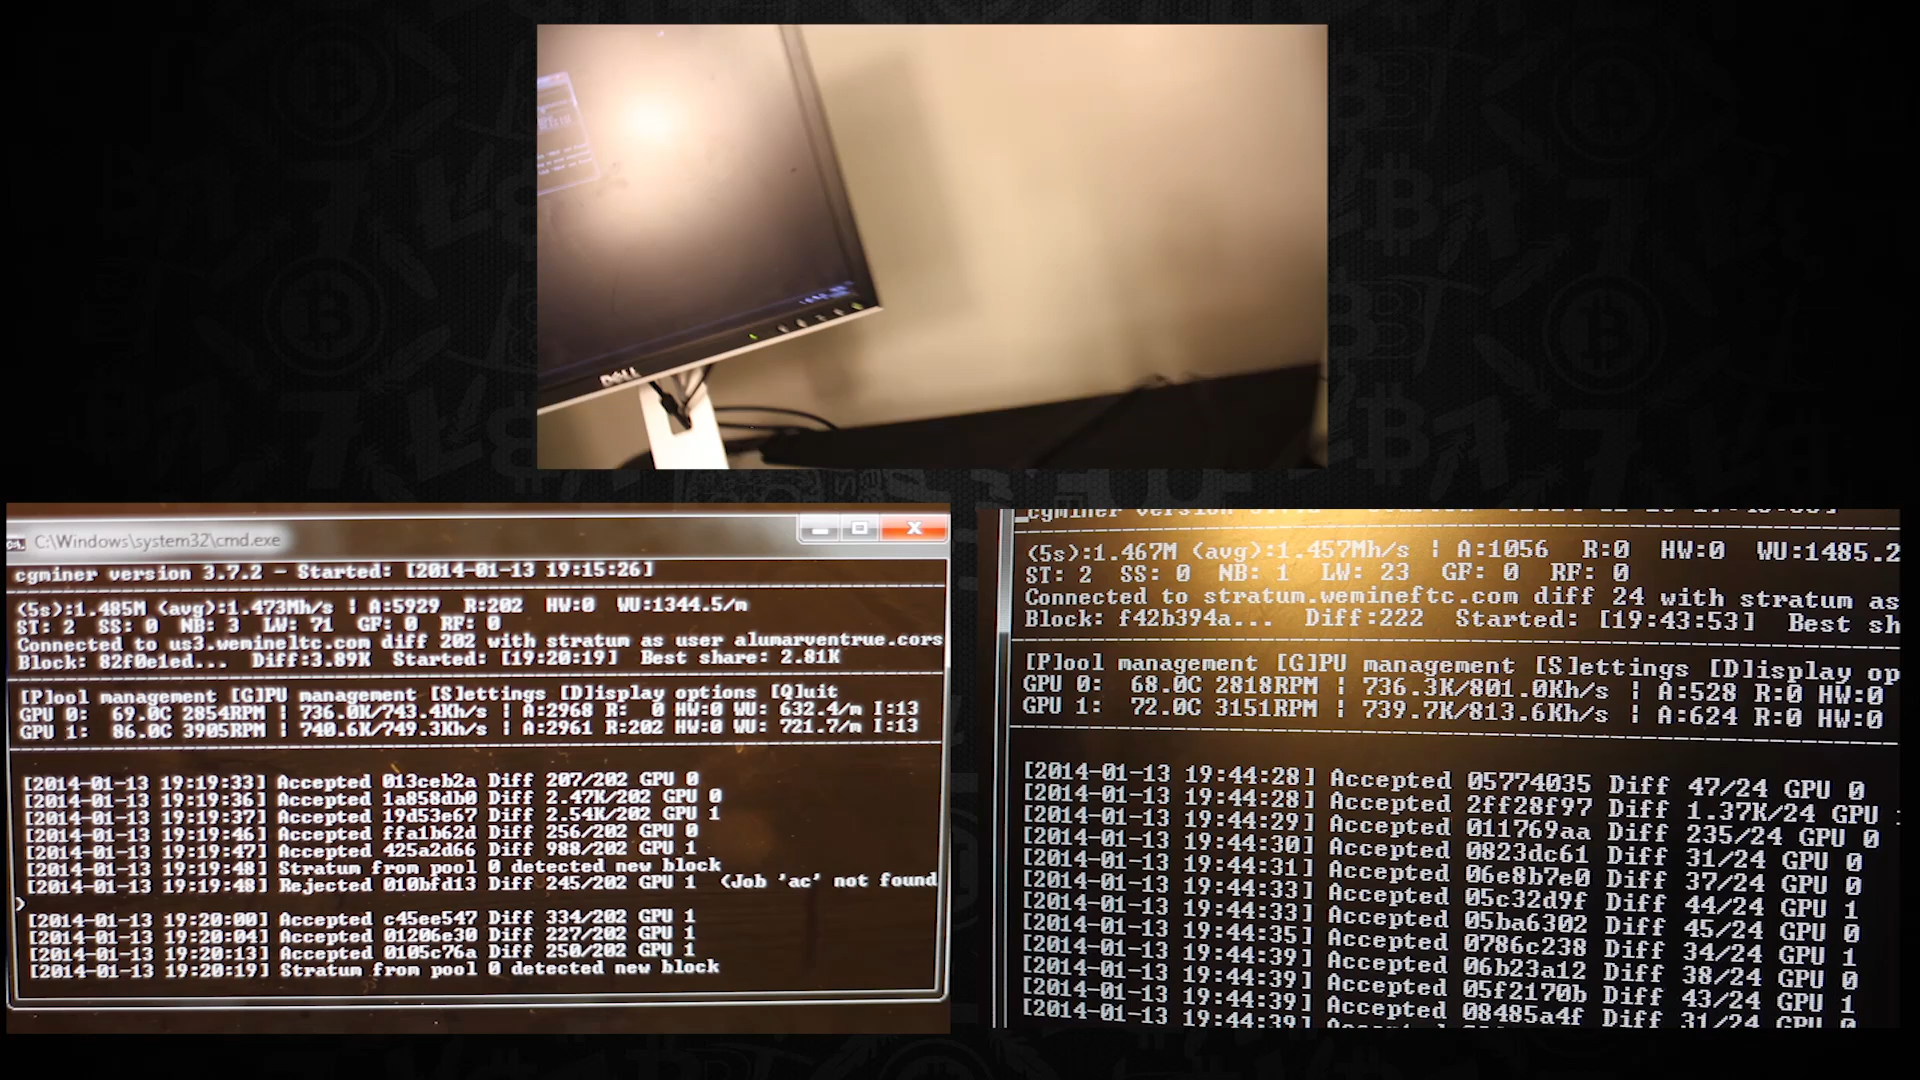 DELL
C:\Windows\system32\cmd.exe
cgminer version 3.7.2 - Started: [2014-01-13 19:15:26]
(5s):1.485M (avg):1.473Mh/s | A:5929 R:202 HW:0 WU:1344.5/m
ST: 2 SS: 0 NB: 3 LW: 71 GF: 0 RF: 0
Connected to us3.wemineltc.com diff 202 with stratum as user alumarventrue.cors
Block: 82f0e1ed... Diff:3.89K Started: [19:20:19] Best share: 2.81K
[P]ool management [G]PU management [S]ettings [D]isplay options [Q]uit
GPU 0: 69.0C 2854RPM | 736.0K/743.4Kh/s | A:2968 R: 0 HW:0 WU: 632.4/m I:13
GPU 1: 86.0C 3905RPM | 740.6K/749.3Kh/s | A:2961 R:202 HW:0 WU: 721.7/m I:13
[2014-01-13 19:19:33] Accepted 013ceb2a Diff 207/202 GPU 0
[2014-01-13 19:19:36] Accepted 1a858db0 Diff 2.47K/202 GPU 0
[2014-01-13 19:19:37] Accepted 19d53e67 Diff 2.54K/202 GPU 1
[2014-01-13 19:19:46] Accepted ffa1b62d Diff 256/202 GPU 0
[2014-01-13 19:19:47] Accepted 425a2d66 Diff 988/202 GPU 1
[2014-01-13 19:19:48] Stratum from pool 0 detected new block
[2014-01-13 19:19:48] Rejected 010bfd13 Diff 245/202 GPU 1 (Job 'ac' not found
)
[2014-01-13 19:20:00] Accepted c45ee547 Diff 334/202 GPU 1
[2014-01-13 19:20:04] Accepted 01206e30 Diff 227/202 GPU 1
[2014-01-13 19:20:13] Accepted 0105c76a Diff 250/202 GPU 1
[2014-01-13 19:20:19] Stratum from pool 0 detected new block
cgminer version
(5s):1.467M (avg):1.457Mh/s | A:1056 R:0 HW:0 WU:1485.2
ST: 2 SS: 0 NB: 1 LW: 23 GF: 0 RF: 0
Connected to stratum.wemineftc.com diff 24 with stratum as
Block: f42b394a... Diff:222 Started: [19:43:53] Best sh
[P]ool management [G]PU management [S]ettings [D]isplay op
GPU 0: 68.0C 2818RPM | 736.3K/801.0Kh/s | A:528 R:0 HW:0
GPU 1: 72.0C 3151RPM | 739.7K/813.6Kh/s | A:624 R:0 HW:0
[2014-01-13 19:44:28] Accepted 05774035 Diff 47/24 GPU 0
[2014-01-13 19:44:28] Accepted 2ff28f97 Diff 1.37K/24 GPU
[2014-01-13 19:44:29] Accepted 011769aa Diff 235/24 GPU 0
[2014-01-13 19:44:30] Accepted 0823dc61 Diff 31/24 GPU 0
[2014-01-13 19:44:31] Accepted 06e8b7e0 Diff 37/24 GPU 0
[2014-01-13 19:44:33] Accepted 05c32d9f Diff 44/24 GPU 1
[2014-01-13 19:44:33] Accepted 05ba6302 Diff 45/24 GPU 0
[2014-01-13 19:44:35] Accepted 0786c238 Diff 34/24 GPU 1
[2014-01-13 19:44:39] Accepted 06b23a12 Diff 38/24 GPU 0
[2014-01-13 19:44:39] Accepted 05f2170b Diff 43/24 GPU 1
[2014-01-13 19:44:39] Accepted 08485a4f Diff 31/24 GPU 0